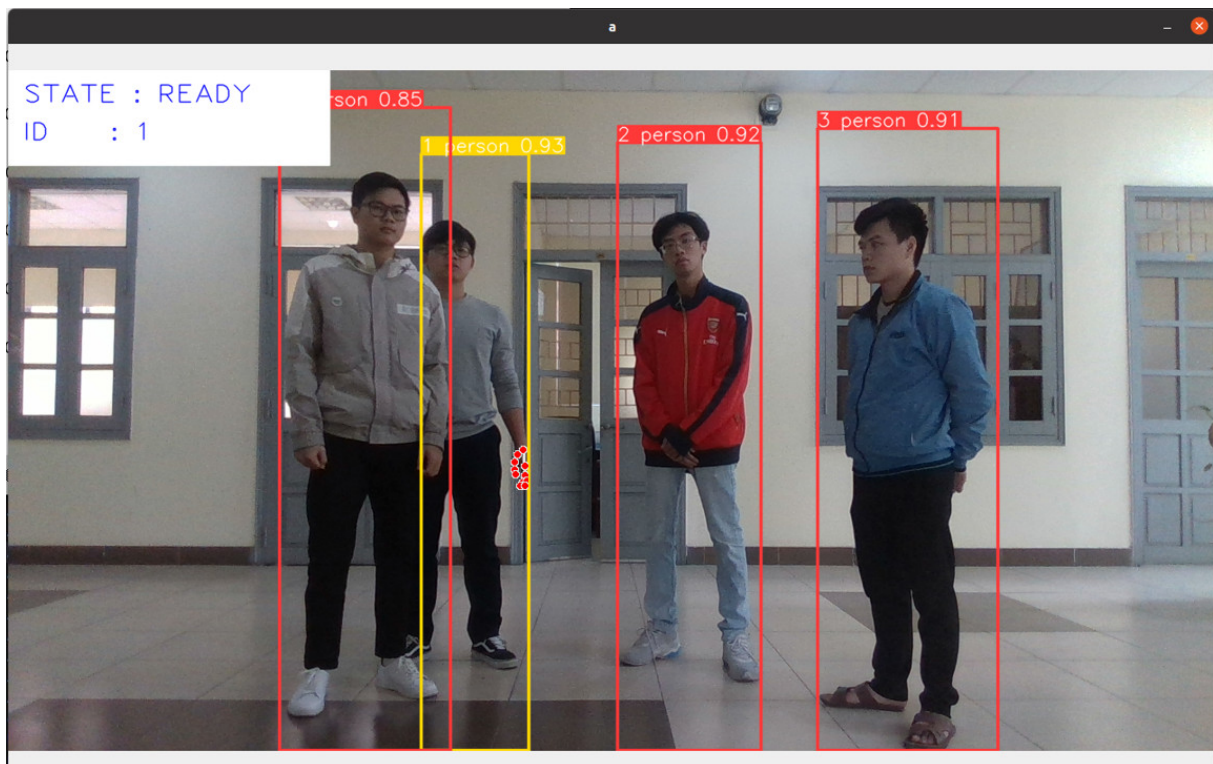 a
STATE : READY
ID : 1
rson 0.85
1 person 0.93
2 person 0.92
3 person 0.91